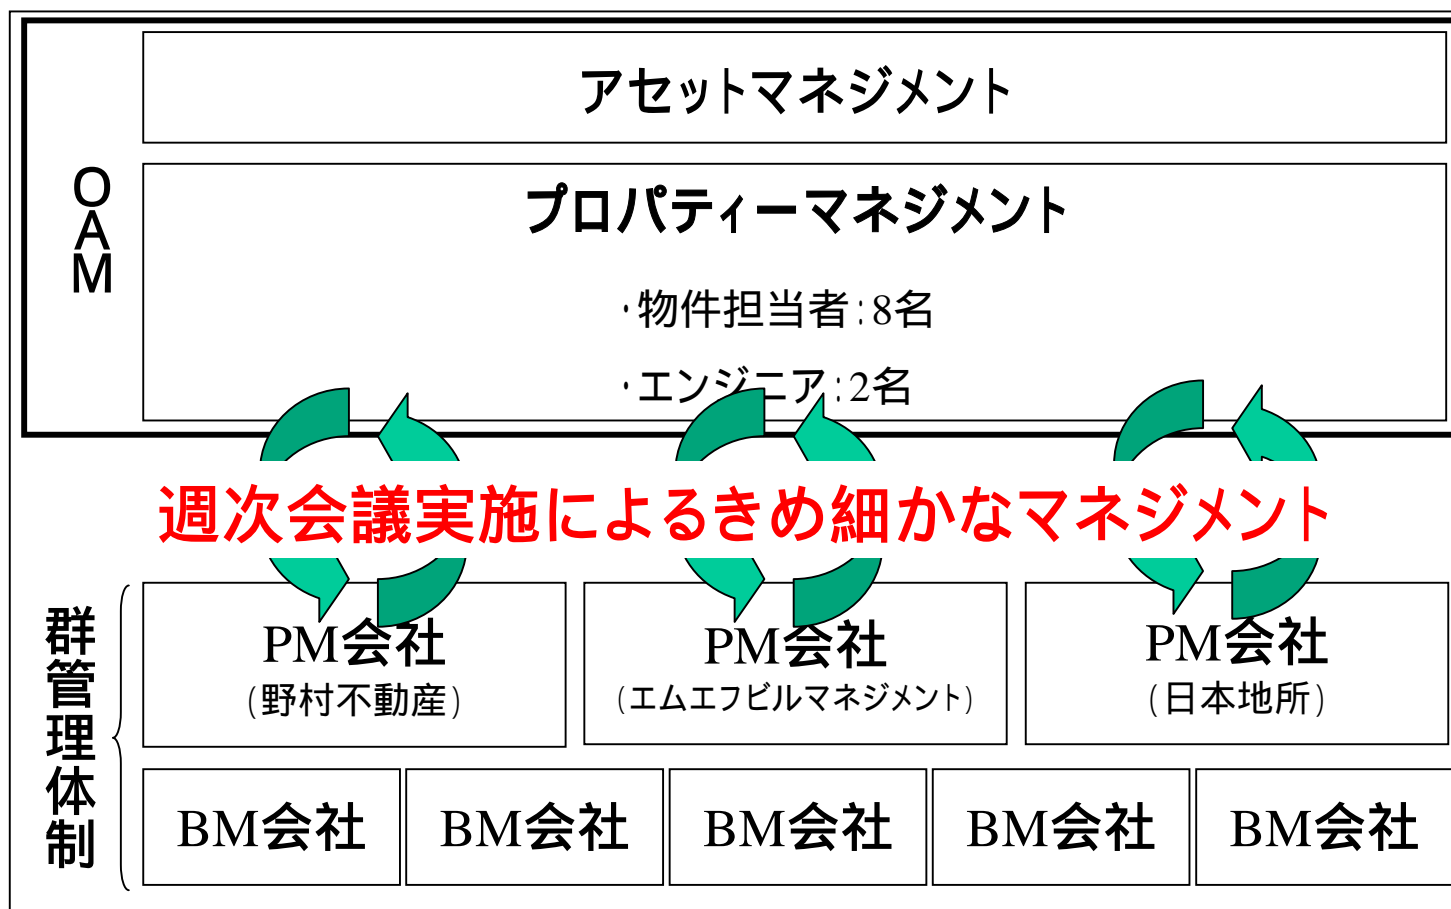 アセットマネジメント
OAM
プロパティーマネジメント
・物件担当者:8名
・エンジニア:2名
週次会議実施によるきめ細かなマネジメント
群管理体制
PM会社
(野村不動産)
PM会社
(エムエフビルマネジメント)
PM会社
(日本地所)
BM会社
BM会社
BM会社
BM会社
BM会社